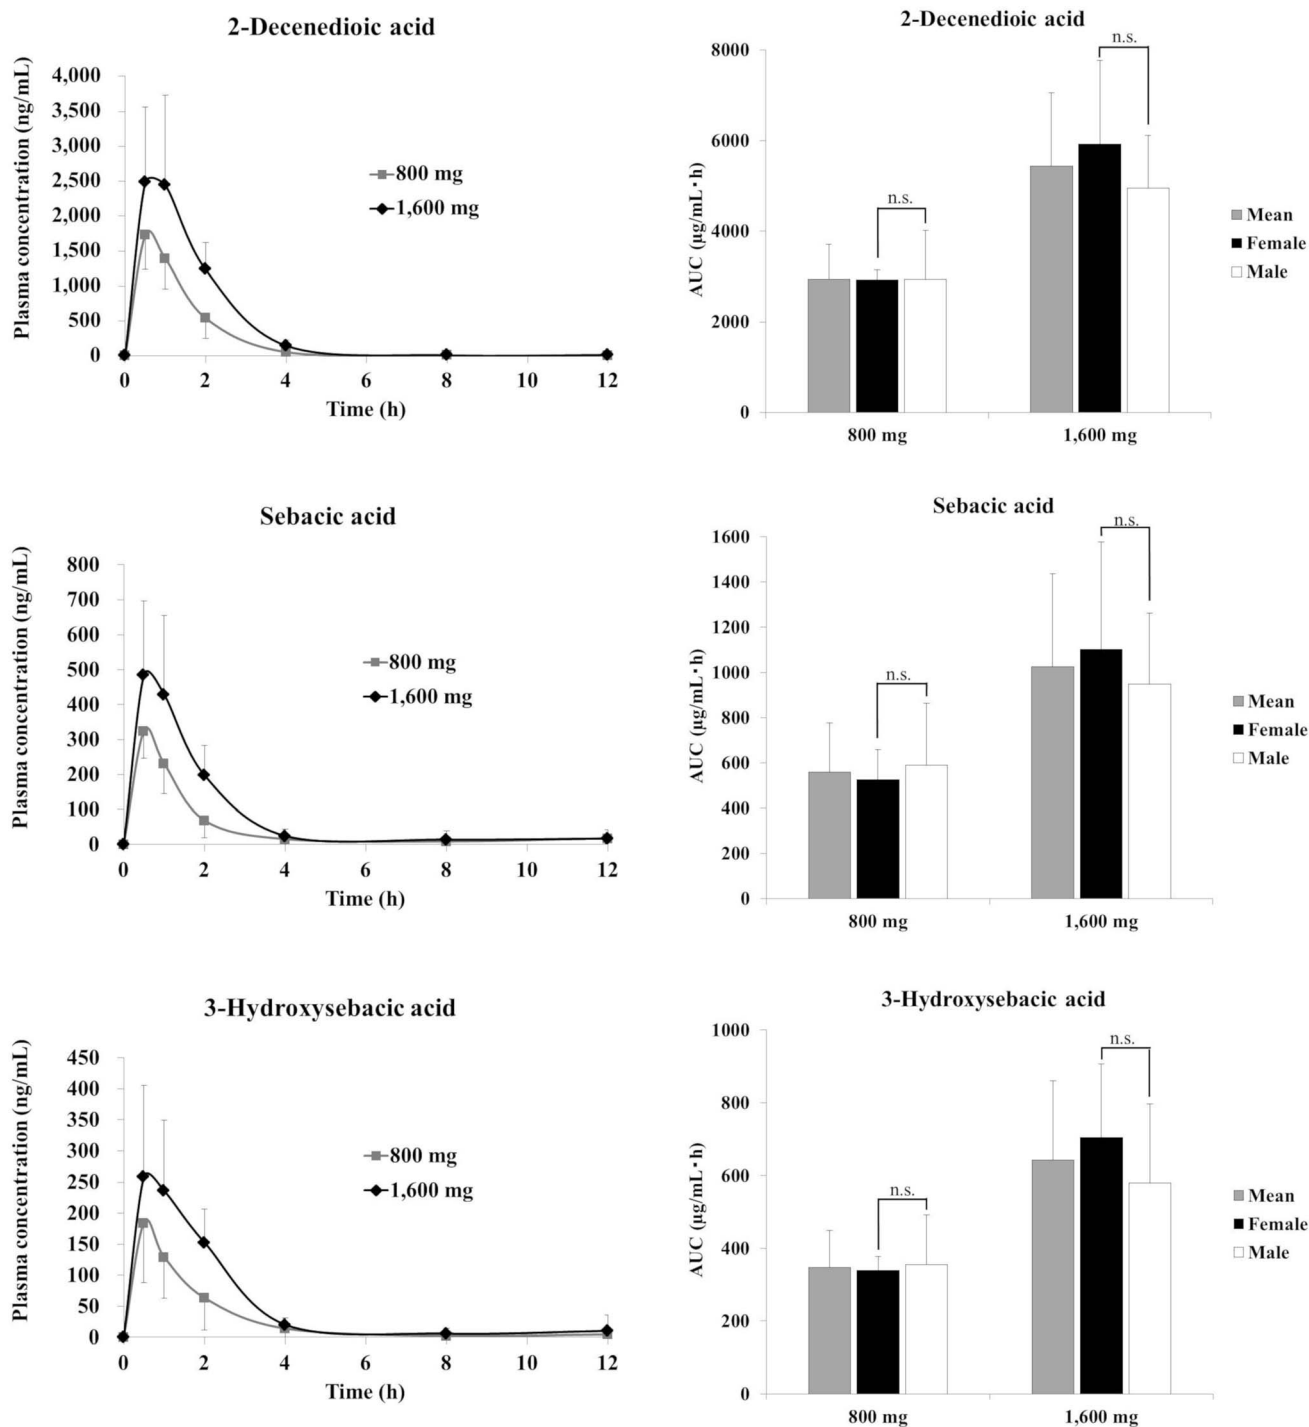 2-Decenedioic acid
Plasma concentration (ng/mL)
4,000
3,500
3,000
2,500
2,000
1,500
1,000
500
0
0 2 4 6 8 10 12
Time (h)
800 mg
1,600 mg
2-Decenedioic acid
AUC (µg/mL·h)
8000
6000
4000
2000
0
n.s.
n.s.
800 mg 1,600 mg
Mean
Female
Male
Sebacic acid
Plasma concentration (ng/mL)
800
700
600
500
400
300
200
100
0
0 2 4 6 8 10 12
Time (h)
800 mg
1,600 mg
Sebacic acid
AUC (µg/mL·h)
1600
1400
1200
1000
800
600
400
200
0
n.s.
n.s.
800 mg 1,600 mg
Mean
Female
Male
3-Hydroxysebacic acid
Plasma concentration (ng/mL)
450
400
350
300
250
200
150
100
50
0
0 2 4 6 8 10 12
Time (h)
800 mg
1,600 mg
3-Hydroxysebacic acid
AUC (µg/mL·h)
1000
800
600
400
200
0
n.s.
n.s.
800 mg 1,600 mg
Mean
Female
Male